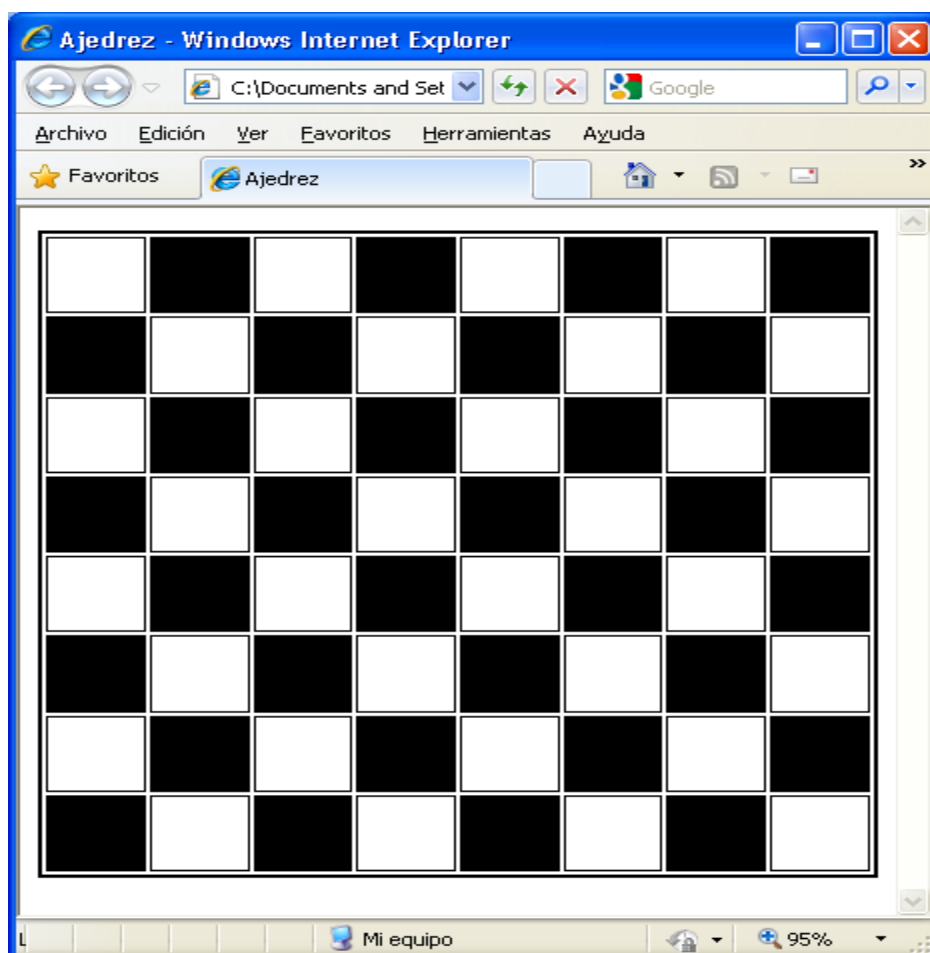 Ajedrez - Windows Internet Explorer
C:\Documents and Set
Google
Archivo Edición Ver Favoritos Herramientas Ayuda
Favoritos Ajedrez
»
Mi equipo 95%